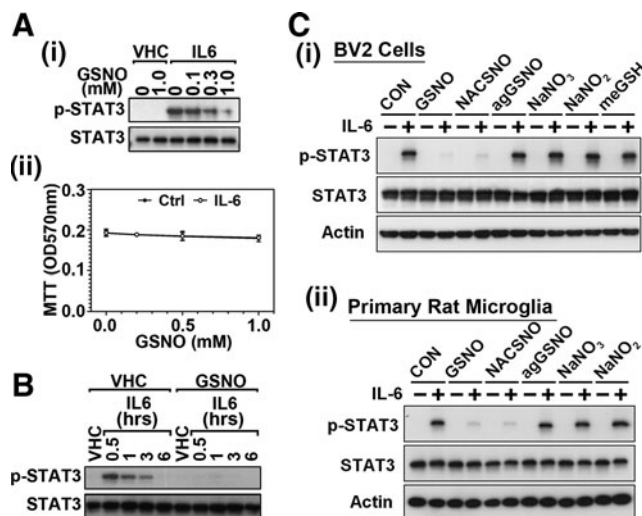 A
(i)
VHC IL6
GSNO (mM) 0 1.0 0 0.1 0.3 1.0
p-STAT3
STAT3
(ii)
Ctrl IL-6
MTT (OD570nm)
0.3
0.2
0.1
0
0.0 0.5 1.0
GSNO (mM)
B
VHC GSNO
IL6 (hrs) IL6 (hrs)
VHC 0.5 1 3 6 VHC 0.5 1 3 6
p-STAT3
STAT3
C
(i) BV2 Cells
CON GSNO NACSNO agGSNO NaNO3 NaNO2 meGSH
IL-6 − + − + − + − + − + − + − +
p-STAT3
STAT3
Actin
(ii) Primary Rat Microglia
CON GSNO NACSNO agGSNO NaNO3 NaNO2
IL-6 − + − + − + − + − + − +
p-STAT3
STAT3
Actin